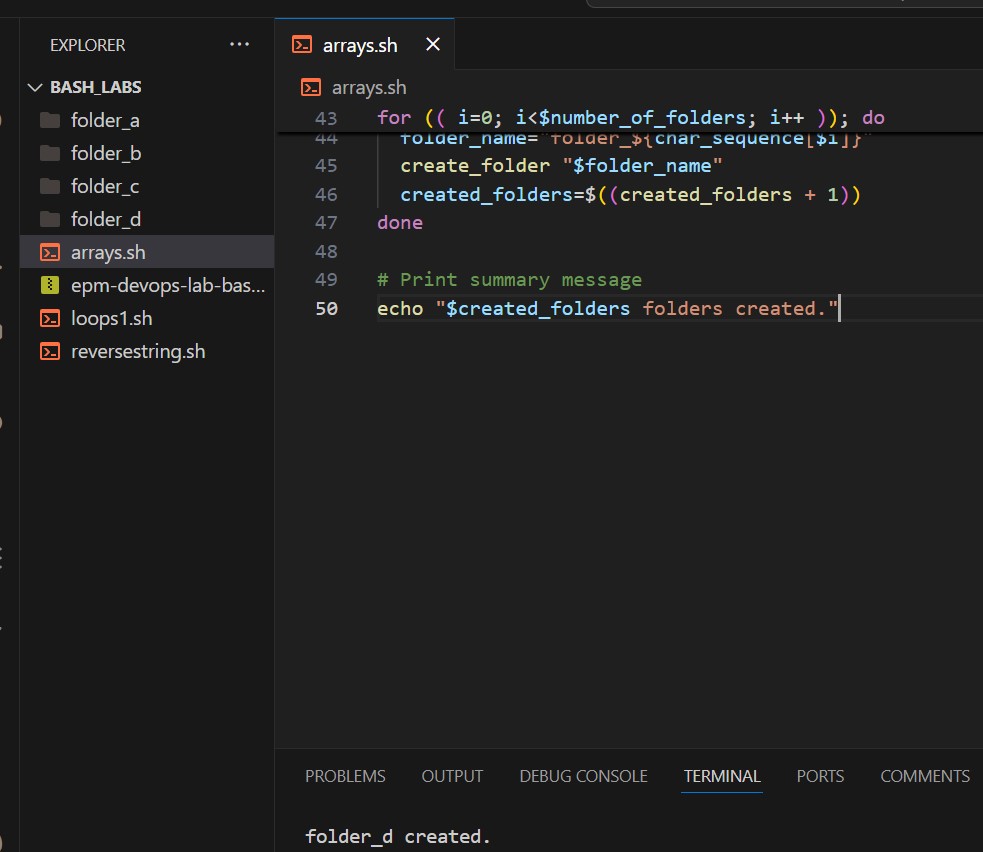 EXPLORER
BASH_LABS
folder_a
folder_b
folder_c
folder_d
arrays.sh
epm-devops-lab-bas...
loops1.sh
reversestring.sh
arrays.sh
arrays.sh
43 for (( i=0; i<$number_of_folders; i++ )); do
44 folder_name="folder_${char_sequence[$i]}"
45 create_folder "$folder_name"
46 created_folders=$((created_folders + 1))
47 done
48
49 # Print summary message
50 echo "$created_folders folders created."
PROBLEMS OUTPUT DEBUG CONSOLE TERMINAL PORTS COMMENTS
folder_d created.